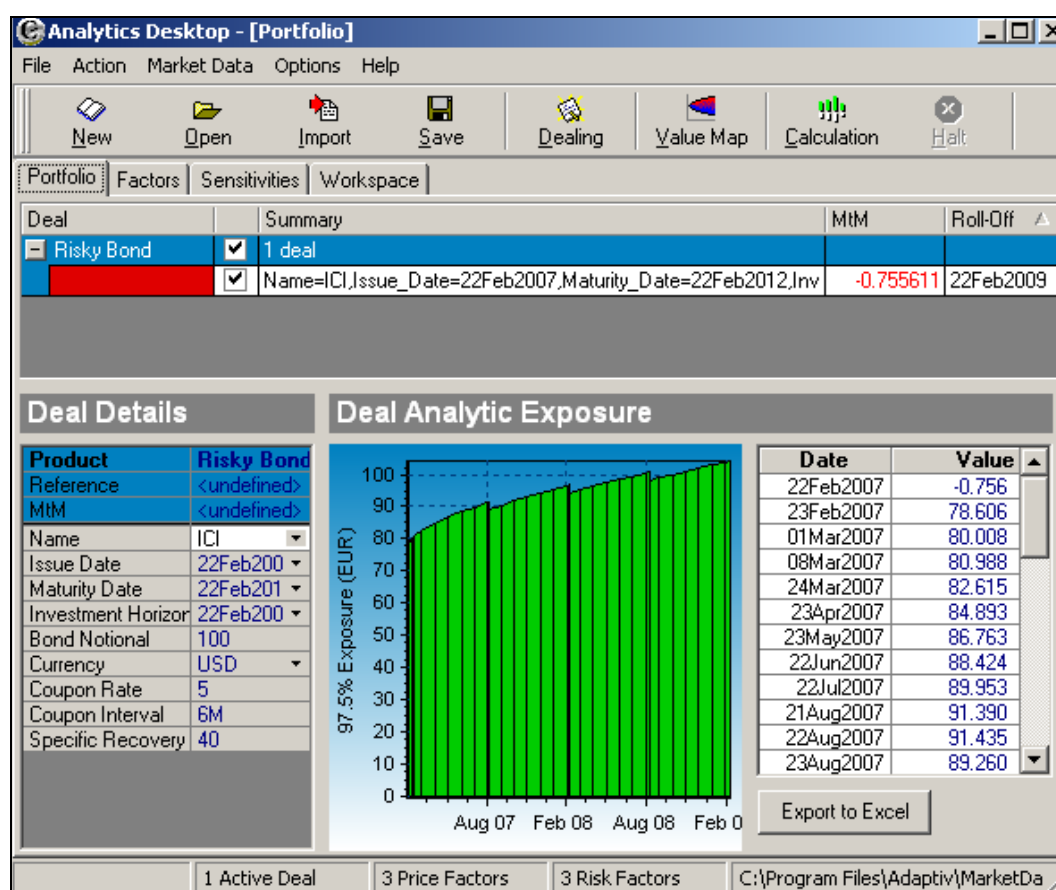 Analytics Desktop - [Portfolio]
File Action Market Data Options Help
New Open Import Save Dealing Value Map Calculation Halt
Portfolio Factors Sensitivities Workspace
Deal Summary MtM Roll-Off
Risky Bond 1 deal
Name=ICI,Issue_Date=22Feb2007,Maturity_Date=22Feb2012,Inv -0.755611 22Feb2009
Deal Details
Product Risky Bond
Reference <undefined>
MtM <undefined>
Name ICI
Issue Date 22Feb200
Maturity Date 22Feb201
Investment Horizor 22Feb200
Bond Notional 100
Currency USD
Coupon Rate 5
Coupon Interval 6M
Specific Recovery 40
Deal Analytic Exposure
97.5% Exposure (EUR)
100
90
80
70
60
50
40
30
20
10
0
Aug 07 Feb 08 Aug 08 Feb 0
Date Value
22Feb2007 -0.756
23Feb2007 78.606
01Mar2007 80.008
08Mar2007 80.988
24Mar2007 82.615
23Apr2007 84.893
23May2007 86.763
22Jun2007 88.424
22Jul2007 89.953
21Aug2007 91.390
22Aug2007 91.435
23Aug2007 89.260
Export to Excel
1 Active Deal 3 Price Factors 3 Risk Factors C:\Program Files\Adaptiv\MarketDa